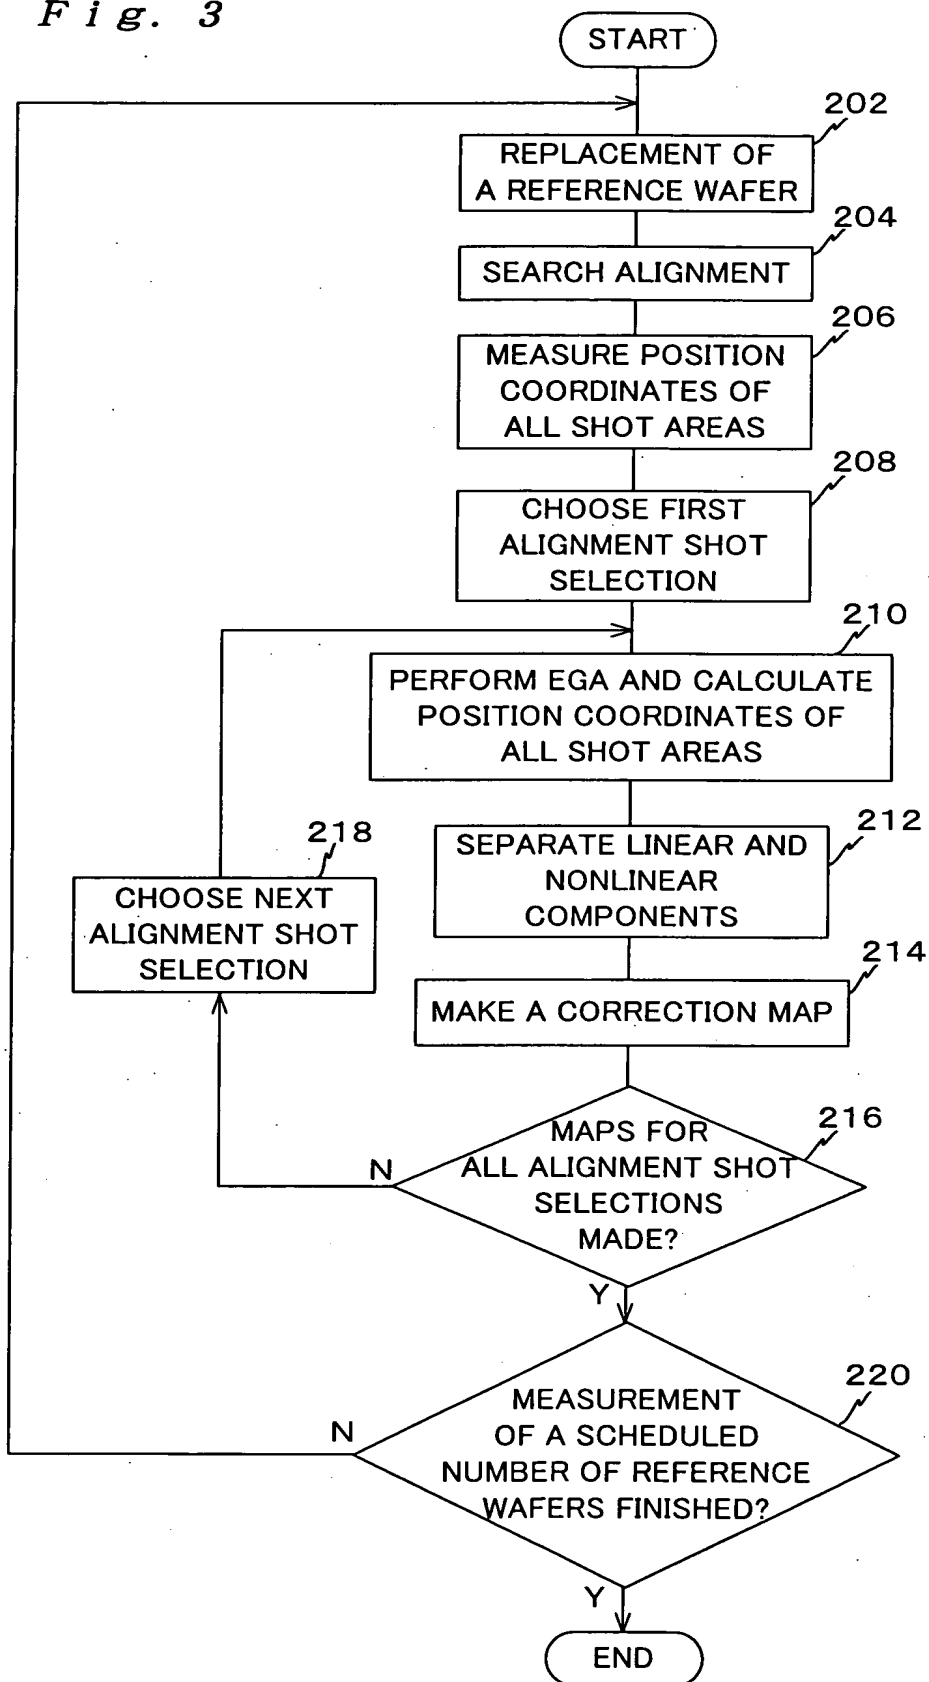 Fig. 3
START
202
REPLACEMENT OF
A REFERENCE WAFER
204
SEARCH ALIGNMENT
206
MEASURE POSITION
COORDINATES OF
ALL SHOT AREAS
208
CHOOSE FIRST
ALIGNMENT SHOT
SELECTION
210
PERFORM EGA AND CALCULATE
POSITION COORDINATES OF
ALL SHOT AREAS
212
SEPARATE LINEAR AND
NONLINEAR
COMPONENTS
218
CHOOSE NEXT
ALIGNMENT SHOT
SELECTION
214
MAKE A CORRECTION MAP
216
MAPS FOR
ALL ALIGNMENT SHOT
SELECTIONS
MADE?
N
Y
220
MEASUREMENT
OF A SCHEDULED
NUMBER OF REFERENCE
WAFERS FINISHED?
N
Y
END